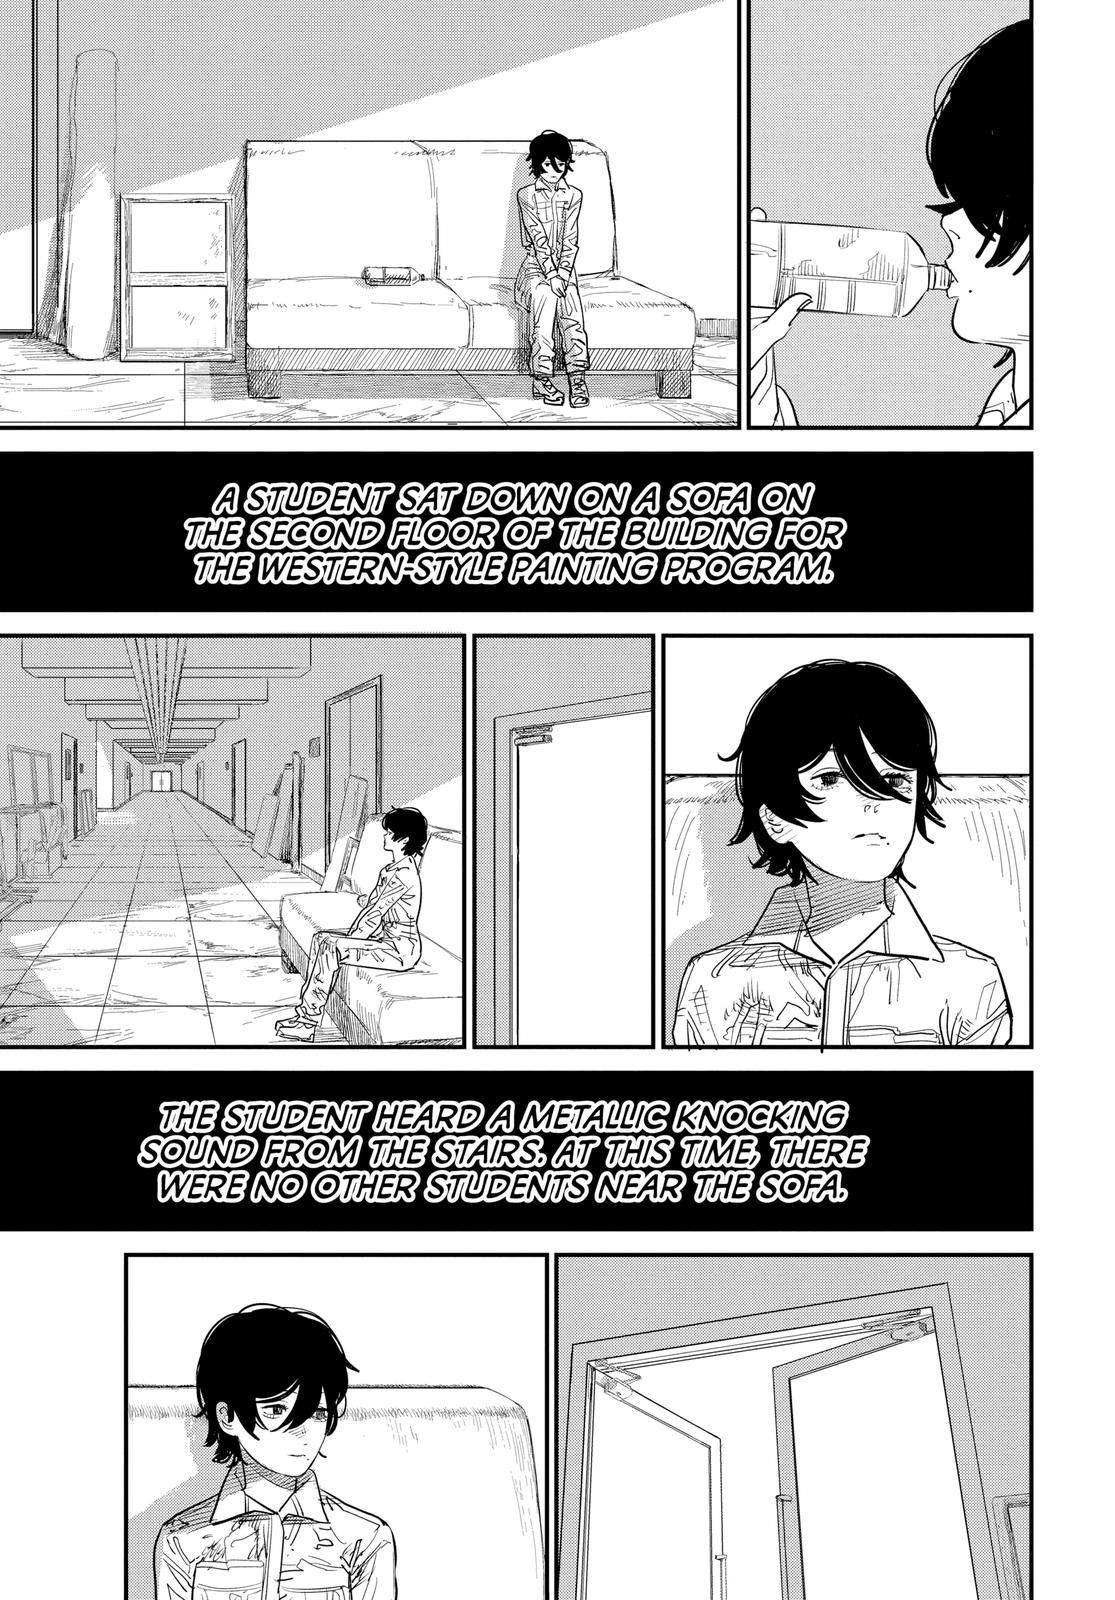 A STUDENT SAT DOWN ON A SOFA ON
THE SECOND FLOOR OF THE BUILDING FOR
THE WESTERN-STYLE PAINTING PROGRAM.
THE STUDENT HEARD A METALLIC KNOCKING
SOUND FROM THE STAIRS. AT THIS TIME, THERE
WERE NO OTHER STUDENTS NEAR THE SOFA.